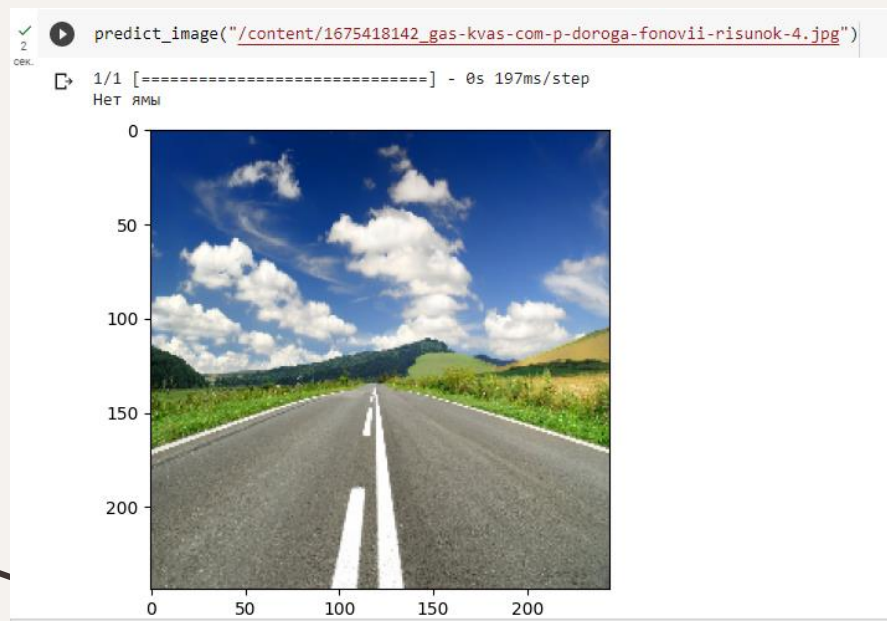 predict_image("/content/1675418142_gas-kvas-com-p-doroga-fonovii-risunok-4.jpg")
2
сек.
1/1 [==============================] - 0s 197ms/step
Нет ямы
0
50
100
150
200
0 50 100 150 200